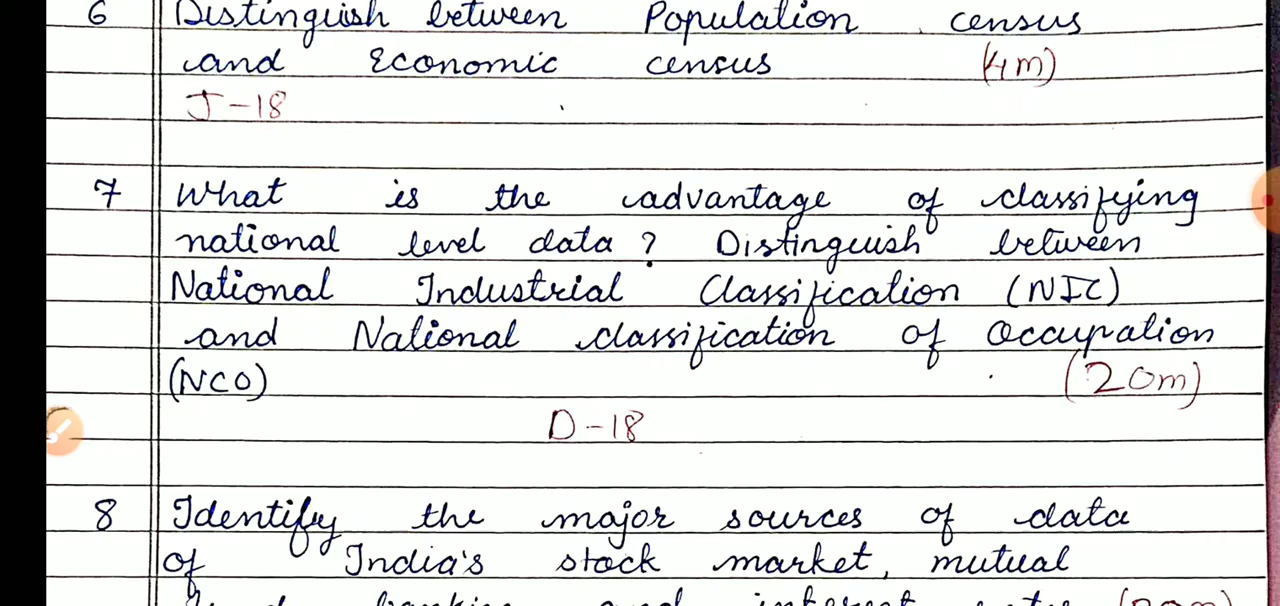 6 Distinguish between Population census
and Economic census (4m)
J-18
7 What is the advantage of classifying
national level data? Distinguish between
National Industrial Classification (NIC)
and National classification of Occupation
(NCO) (20m)
D-18
8 Identify the major sources of data
of India's stock market, mutual
and interest